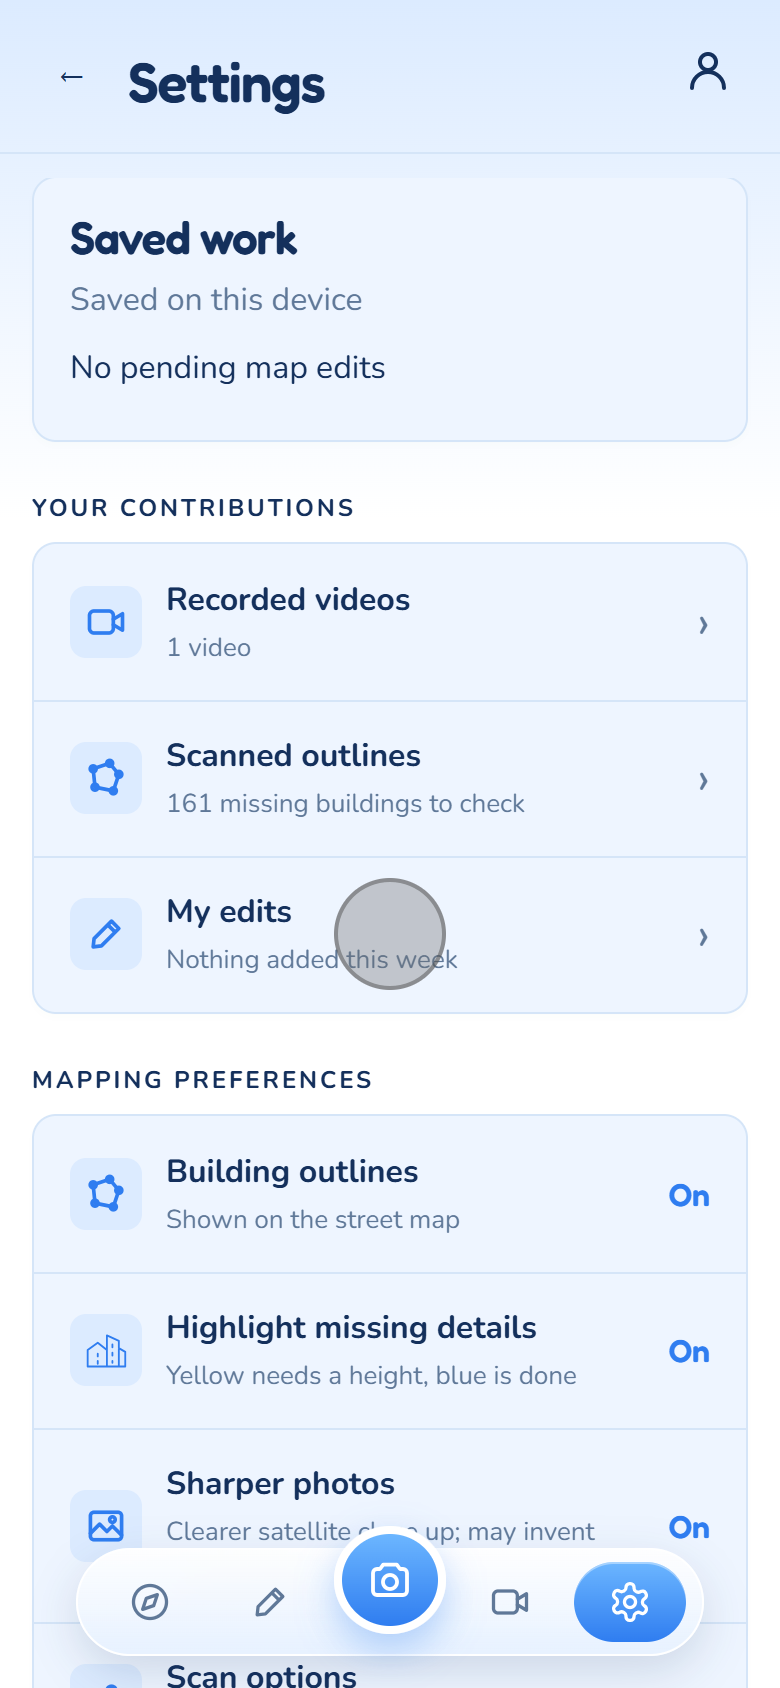 ← Settings
Saved work
Saved on this device
No pending map edits
YOUR CONTRIBUTIONS
Recorded videos
1 video
Scanned outlines
161 missing buildings to check
My edits
Nothing added this week
MAPPING PREFERENCES
Building outlines
Shown on the street map
On
Highlight missing details
Yellow needs a height, blue is done
On
Sharper photos
Clearer satellite up; may invent
On
Scan options